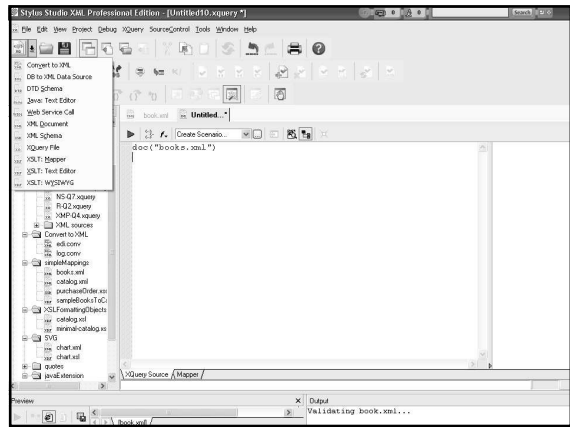 Stylus Studio XML Professional Edition - [Untitled10.xquery *]
Search
File Edit View Project Debug XQuery SourceControl Tools Window Help
Convert to XML
DB to XML Data Source
DTD Schema
Java: Text Editor
Web Service Call
XML Document
XML Schema
XQuery File
XSLT: Mapper
XSLT: Text Editor
XSLT: WYSIWYG
book.xml Untitled...*
Create Scenario...
doc("books.xml")
NS-Q7.xquery
R-Q2.xquery
XMP-Q4.xquery
XML sources
Convert to XML
edi.conv
log.conv
simpleMappings
books.xml
catalog.xml
purchaseOrder.xs
sampleBooksToC
XSLFormattingObjects
catalog.xsl
minimal-catalog.xs
SVG
chart.xml
chart.xsl
quotes
javaExtension
XQuery Source Mapper
Preview
book.xml
Output
Validating book.xml...